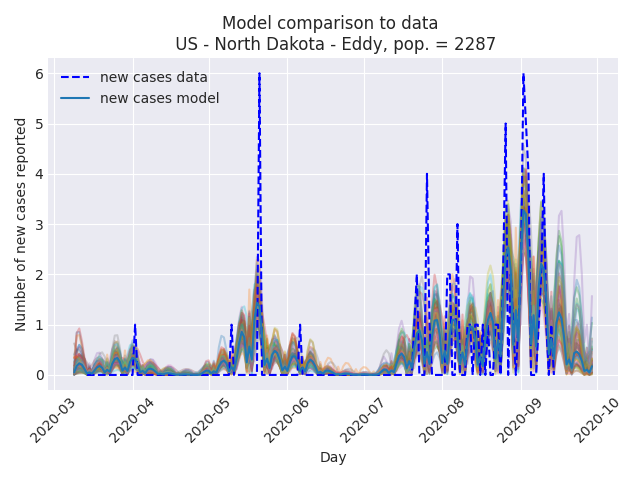 Model comparison to data
US - North Dakota - Eddy, pop. = 2287
new cases data
new cases model
Number of new cases reported
6
5
4
3
2
1
0
2020-03
2020-04
2020-05
2020-06
2020-07
2020-08
2020-09
2020-10
Day